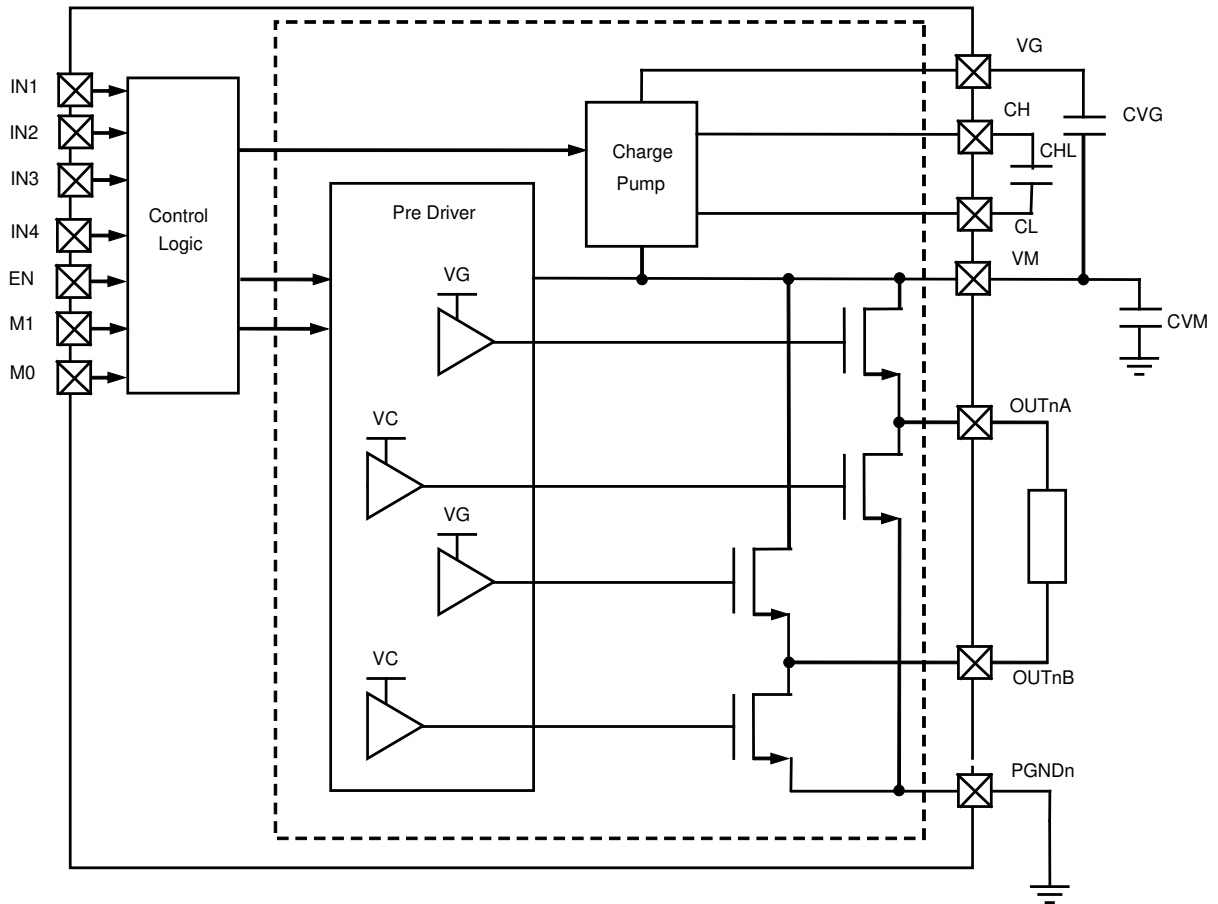 IN1
IN2
IN3
IN4
EN
M1
M0
Control
Logic
Pre Driver
VG
VC
VG
VC
Charge
Pump
VG
CH
CVG
CHL
CL
VM
CVM
OUTnA
OUTnB
PGNDn